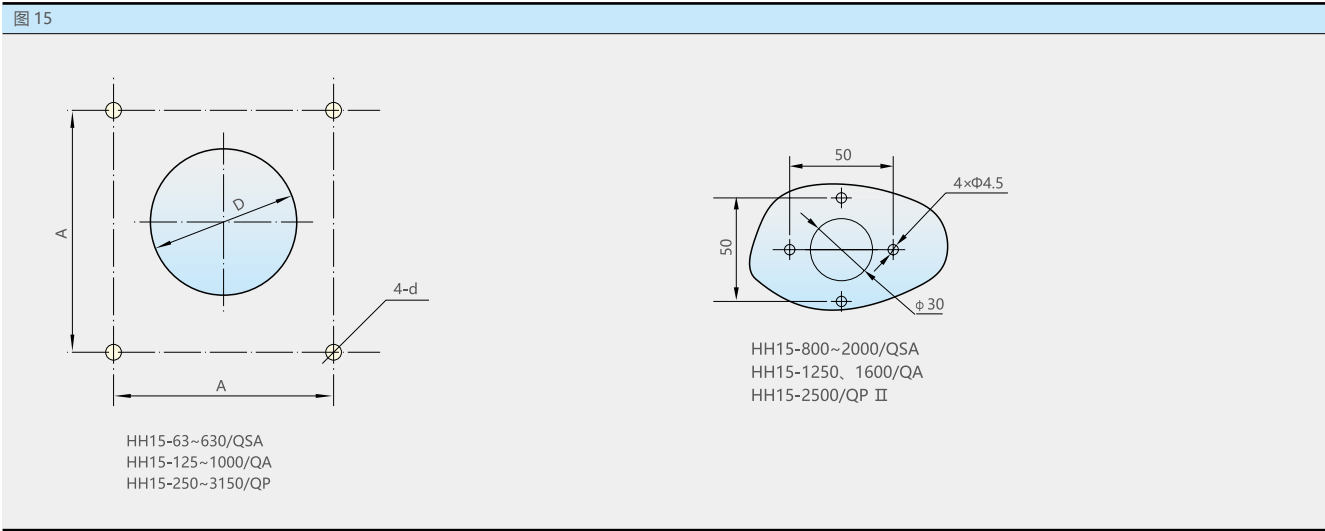 图 15
D
A
4-d
A
HH15-63~630/QSA
HH15-125~1000/QA
HH15-250~3150/QP
50
4×Φ4.5
50
ϕ30
HH15-800~2000/QSA
HH15-1250、1600/QA
HH15-2500/QP Ⅱ